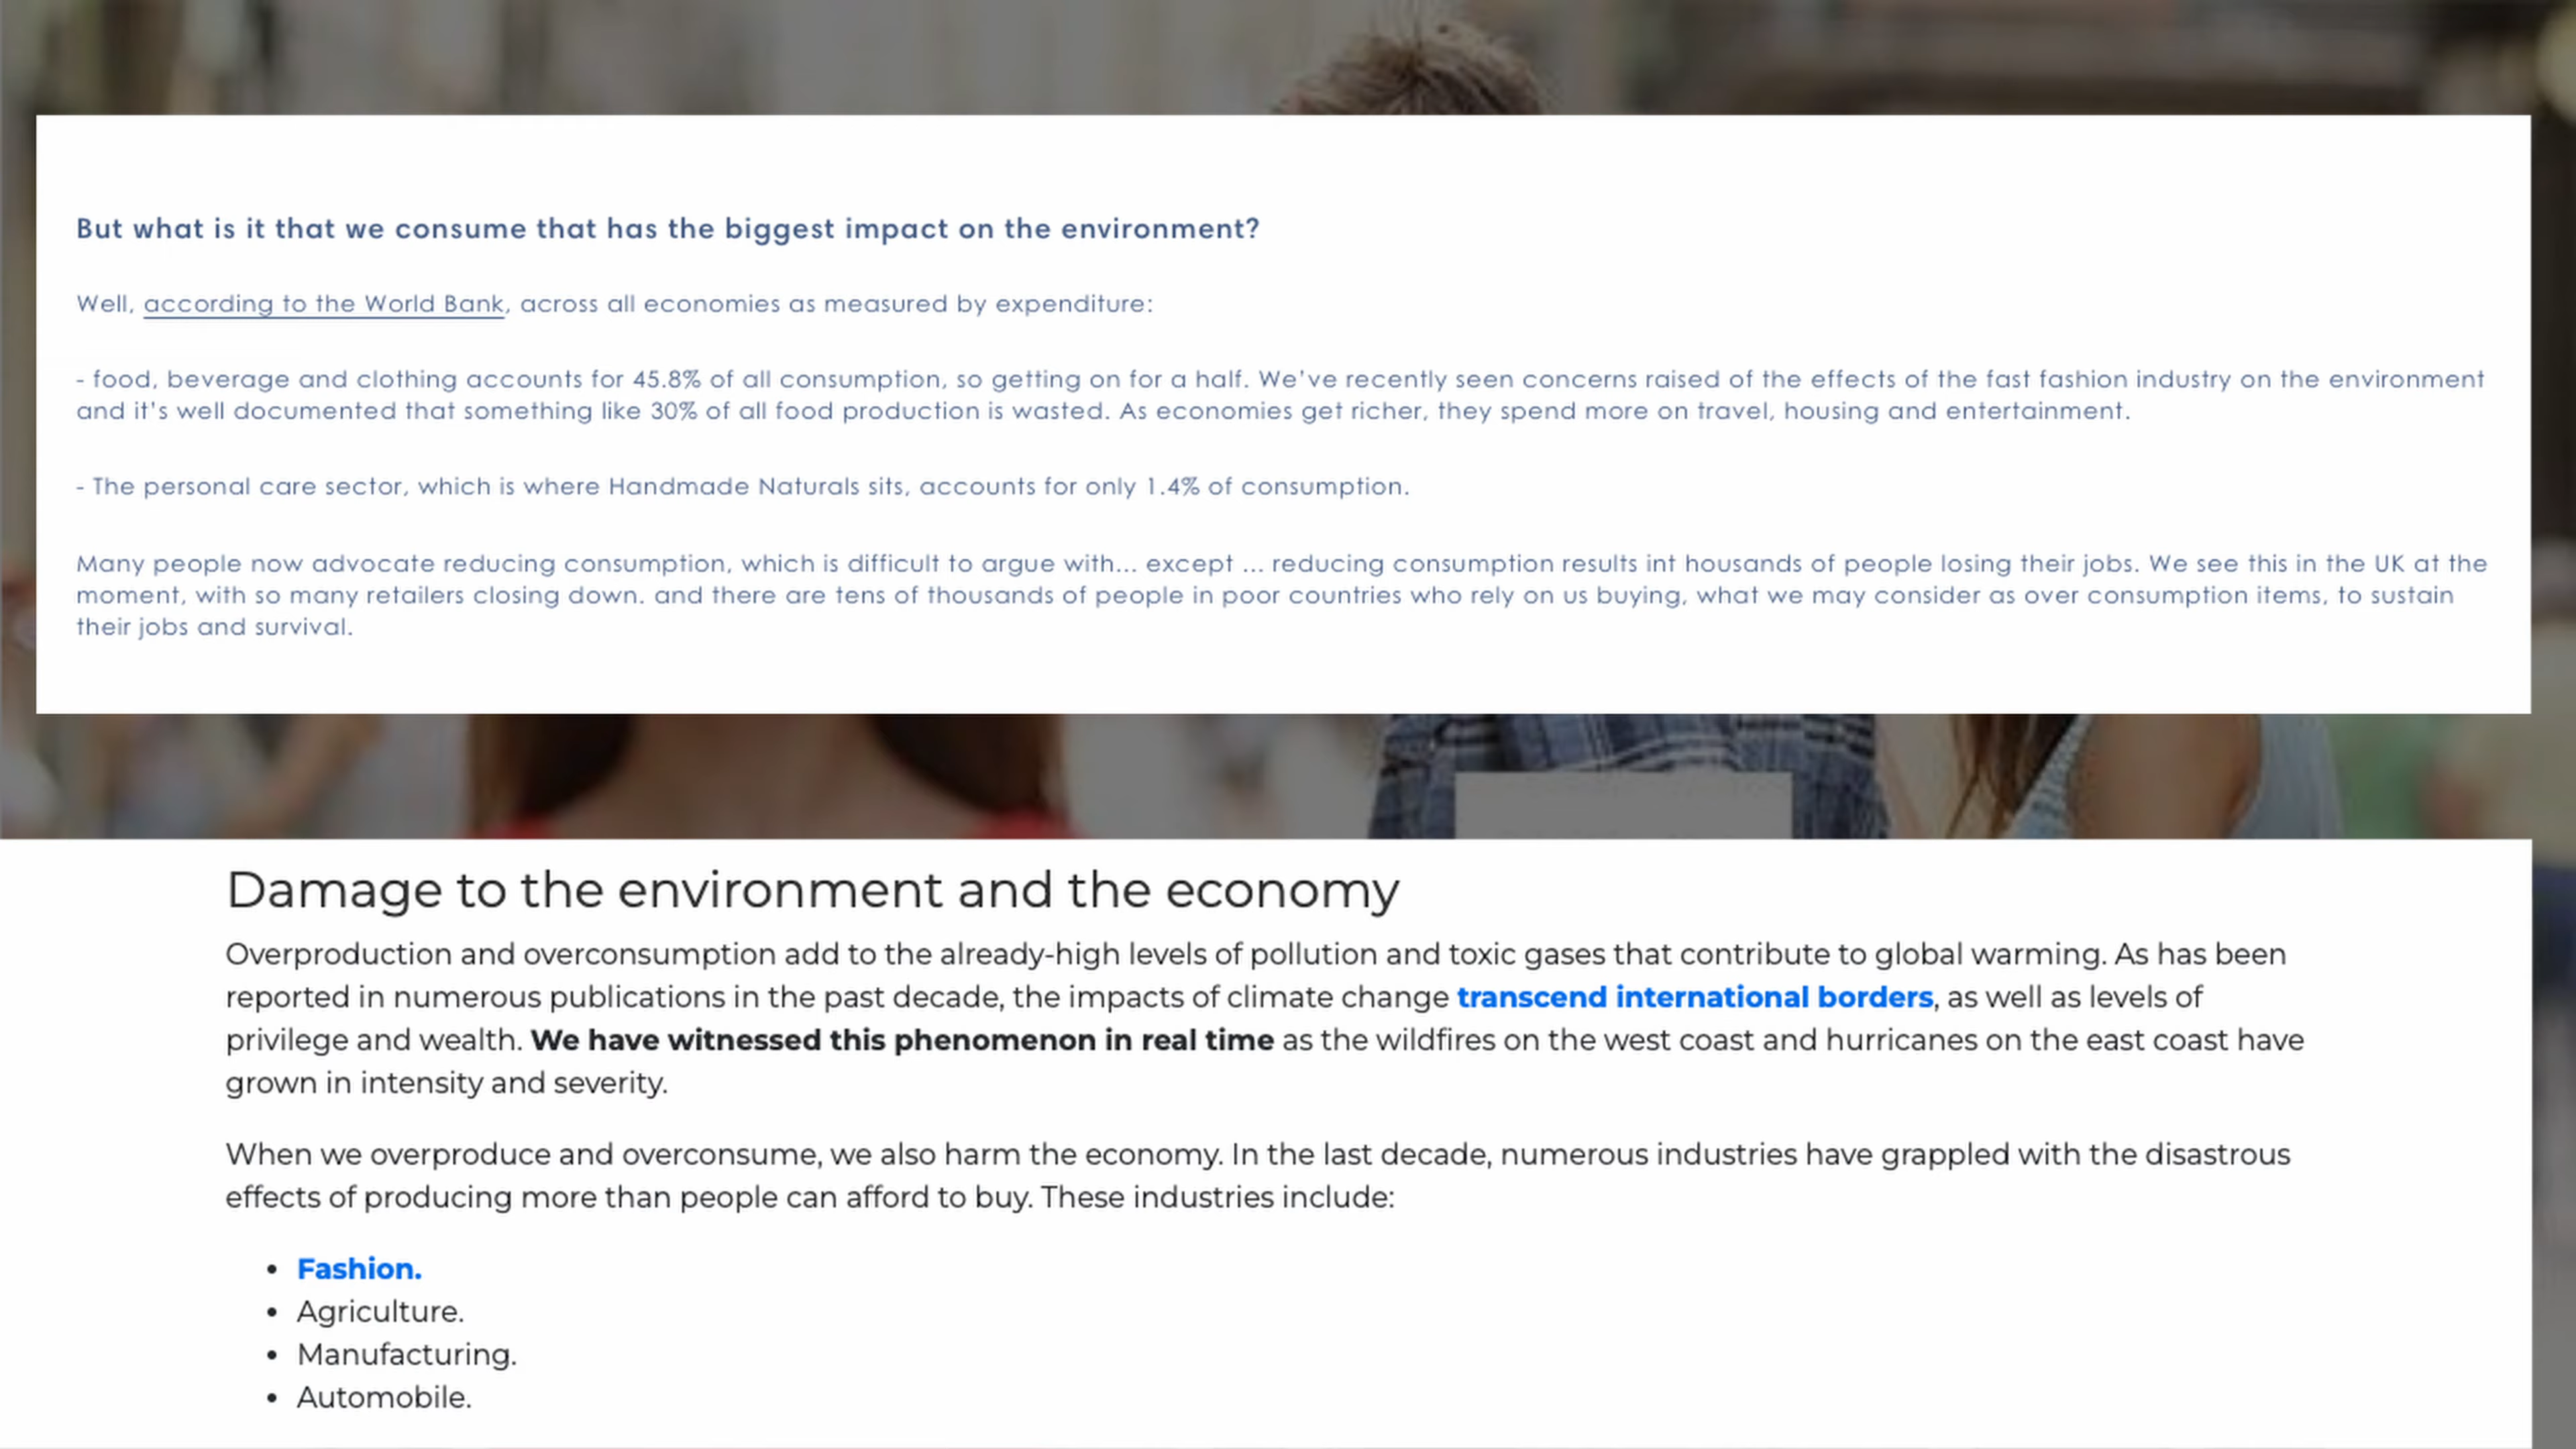 But what is it that we consume that has the biggest impact on the environment?
Well, according to the World Bank, across all economies as measured by expenditure:
- food, beverage and clothing accounts for 45.8% of all consumption, so getting on for a half. We've recently seen concerns raised of the effects of the fast fashion industry on the environment
and it's well documented that something like 30% of all food production is wasted. As economies get richer, they spend more on travel, housing and entertainment.
- The personal care sector, which is where Handmade Naturals sits, accounts for only 1.4% of consumption.
Many people now advocate reducing consumption, which is difficult to argue with... except ... reducing consumption results int housands of people losing their jobs. We see this in the UK at the
moment, with so many retailers closing down. and there are tens of thousands of people in poor countries who rely on us buying, what we may consider as over consumption items, to sustain
their jobs and survival.
Damage to the environment and the economy
Overproduction and overconsumption add to the already-high levels of pollution and toxic gases that contribute to global warming. As has been
reported in numerous publications in the past decade, the impacts of climate change transcend international borders, as well as levels of
privilege and wealth. We have witnessed this phenomenon in real time as the wildfires on the west coast and hurricanes on the east coast have
grown in intensity and severity.
When we overproduce and overconsume, we also harm the economy. In the last decade, numerous industries have grappled with the disastrous
effects of producing more than people can afford to buy. These industries include:
• Fashion.
• Agriculture.
• Manufacturing.
• Automobile.